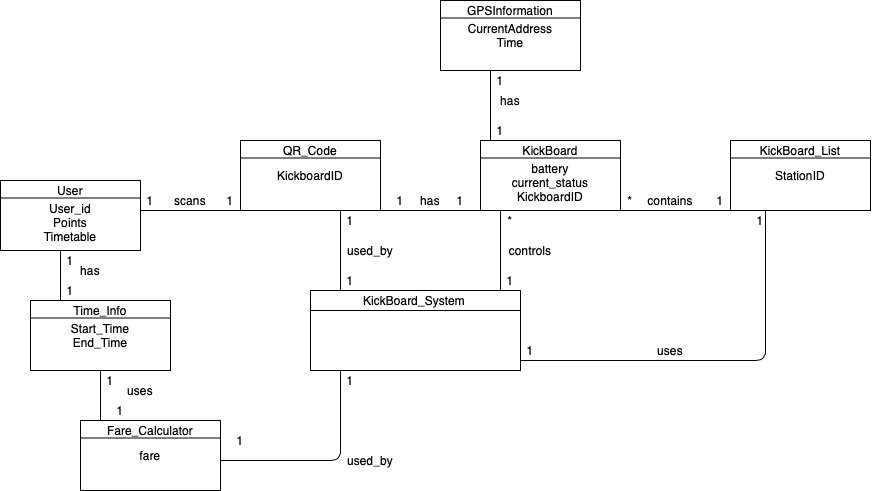 GPSInformation
CurrentAddress
Time
1
has
1
QR_Code
KickboardID
KickBoard
battery
current_status
KickboardID
KickBoard_List
StationID
User
User_id
Points
Timetable
1 scans 1
1 has 1
* contains 1
1
used_by
1
*
controls
1
1
1
has
1
Time_Info
Start_Time
End_Time
KickBoard_System
1 uses
1
uses
1
1
Fare_Calculator
fare
1
used_by